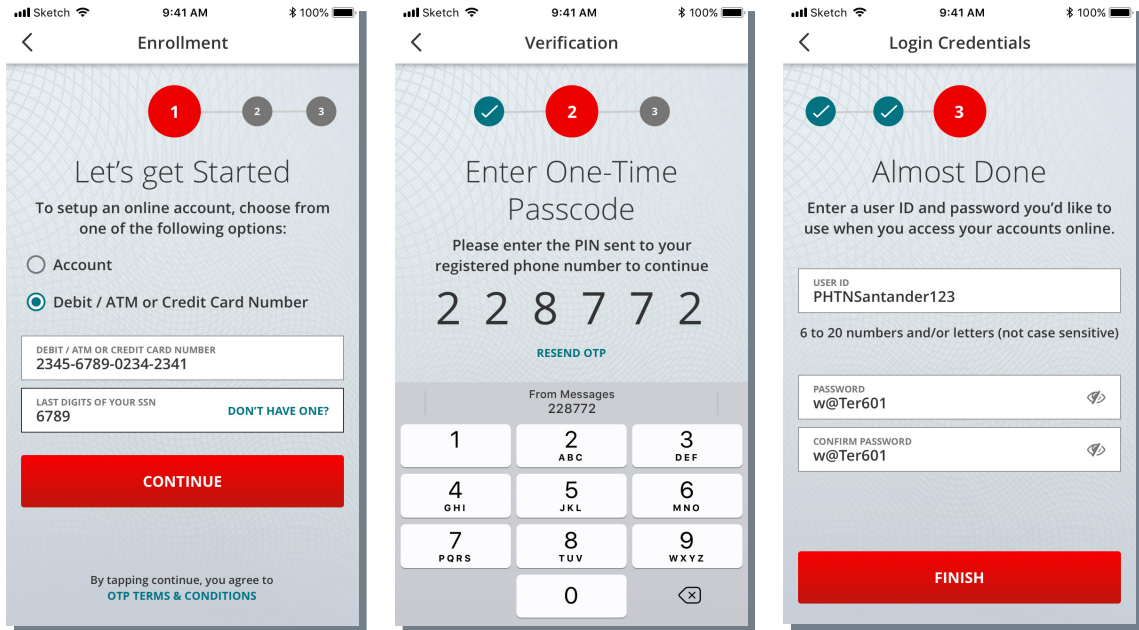 Sketch 9:41 AM 100%
Enrollment
1 2 3
Let’s get Started
To setup an online account, choose from
one of the following options:
Account
Debit / ATM or Credit Card Number
DEBIT / ATM OR CREDIT CARD NUMBER
2345-6789-0234-2341
LAST DIGITS OF YOUR SSN
6789
DON’T HAVE ONE?
CONTINUE
By tapping continue, you agree to
OTP TERMS & CONDITIONS
Sketch 9:41 AM 100%
Verification
2 3
Enter One-Time
Passcode
Please enter the PIN sent to your
registered phone number to continue
2 2 8 7 7 2
RESEND OTP
From Messages
228772
1 2 3
ABC DEF
4 5 6
GHI JKL MNO
7 8 9
PQRS TUV WXYZ
0
Sketch 9:41 AM 100%
Login Credentials
3
Almost Done
Enter a user ID and password you’d like to
use when you access your accounts online.
USER ID
PHTNSantander123
6 to 20 numbers and/or letters (not case sensitive)
PASSWORD
w@Ter601
CONFIRM PASSWORD
w@Ter601
FINISH